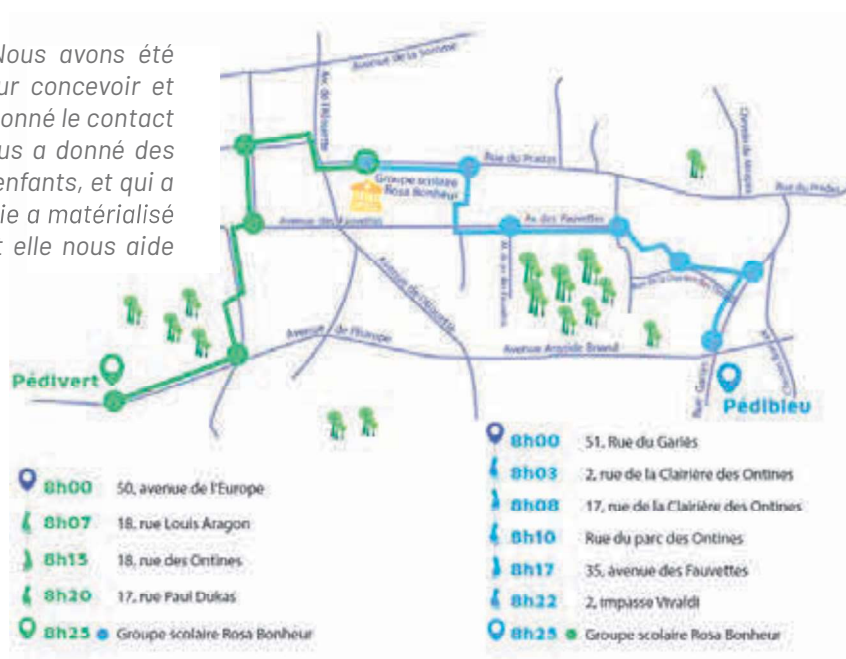 Nous avons été
ur concevoir et
onné le contact
us a donné des
enfants, et qui a
ie a matérialisé
t elle nous aide
Avenue de la Somme
Av. de l'Alouette
Rue du Pradas
Groupe scolaire
Rosa Bonheur
Rue du Pradas
Avenue des Fauvettes
Av. des Fauvettes
Avenue de l'Alouette
Avenue de l'Europe
Avenue Aristide Briand
Pédivert
Pédibleu
8h00 50, avenue de l'Europe
8h07 18, rue Louis Aragon
8h15 18, rue des Ontines
8h20 17, rue Paul Dukas
8h25 Groupe scolaire Rosa Bonheur
8h00 51, Rue du Gariès
8h03 2, rue de la Clairière des Ontines
8h08 17, rue de la Clairière des Ontines
8h10 Rue du parc des Ontines
8h17 35, avenue des Fauvettes
8h22 2, impasse Vivaldi
8h25 Groupe scolaire Rosa Bonheur